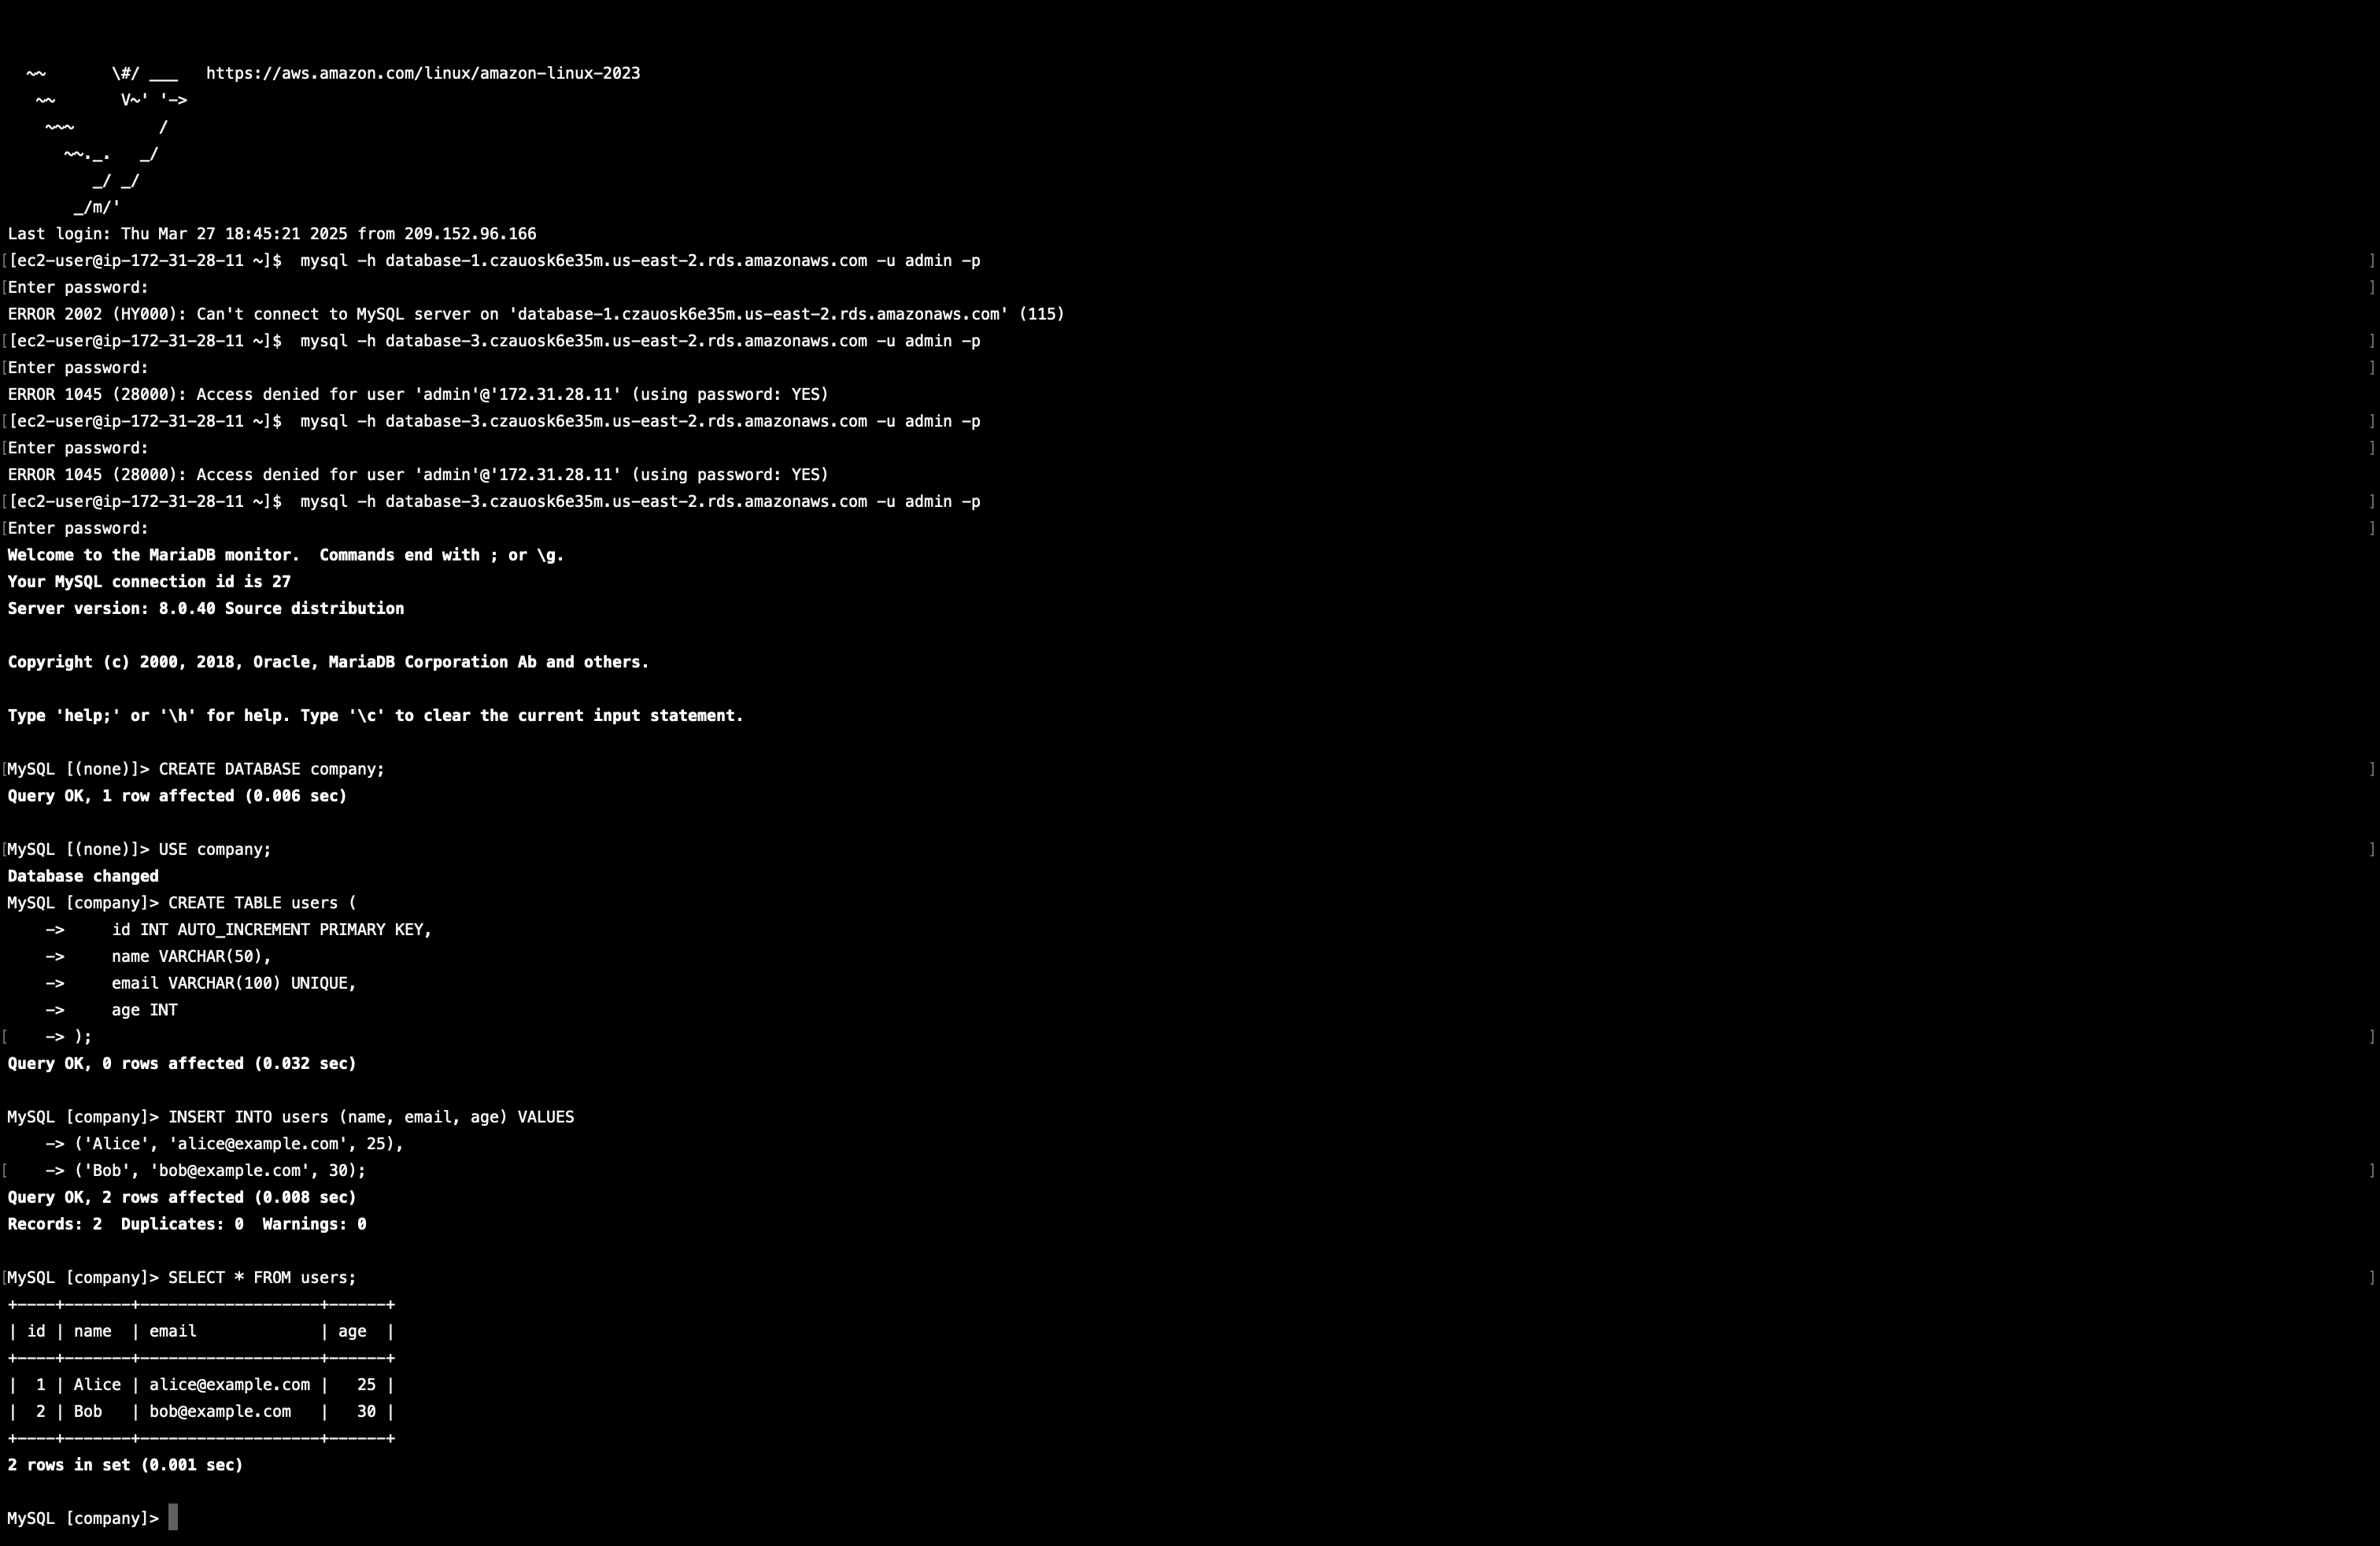 ~~       \#/ ___   https://aws.amazon.com/linux/amazon-linux-2023
~~       V~' '->
~~~         /
~~._.   _/
_/ _/
_/m/'
Last login: Thu Mar 27 18:45:21 2025 from 209.152.96.166
[[ec2-user@ip-172-31-28-11 ~]$  mysql -h database-1.czauosk6e35m.us-east-2.rds.amazonaws.com -u admin -p ]
[Enter password: ]
ERROR 2002 (HY000): Can't connect to MySQL server on 'database-1.czauosk6e35m.us-east-2.rds.amazonaws.com' (115)
[[ec2-user@ip-172-31-28-11 ~]$  mysql -h database-3.czauosk6e35m.us-east-2.rds.amazonaws.com -u admin -p ]
[Enter password: ]
ERROR 1045 (28000): Access denied for user 'admin'@'172.31.28.11' (using password: YES)
[[ec2-user@ip-172-31-28-11 ~]$  mysql -h database-3.czauosk6e35m.us-east-2.rds.amazonaws.com -u admin -p ]
[Enter password: ]
ERROR 1045 (28000): Access denied for user 'admin'@'172.31.28.11' (using password: YES)
[[ec2-user@ip-172-31-28-11 ~]$  mysql -h database-3.czauosk6e35m.us-east-2.rds.amazonaws.com -u admin -p ]
[Enter password: ]
Welcome to the MariaDB monitor.  Commands end with ; or \g.
Your MySQL connection id is 27
Server version: 8.0.40 Source distribution

Copyright (c) 2000, 2018, Oracle, MariaDB Corporation Ab and others.

Type 'help;' or '\h' for help. Type '\c' to clear the current input statement.

[MySQL [(none)]> CREATE DATABASE company; ]
Query OK, 1 row affected (0.006 sec)

[MySQL [(none)]> USE company; ]
Database changed
MySQL [company]> CREATE TABLE users (
    ->     id INT AUTO_INCREMENT PRIMARY KEY,
    ->     name VARCHAR(50),
    ->     email VARCHAR(100) UNIQUE,
    ->     age INT
[    -> ); ]
Query OK, 0 rows affected (0.032 sec)

MySQL [company]> INSERT INTO users (name, email, age) VALUES
    -> ('Alice', 'alice@example.com', 25),
[    -> ('Bob', 'bob@example.com', 30); ]
Query OK, 2 rows affected (0.008 sec)
Records: 2  Duplicates: 0  Warnings: 0

[MySQL [company]> SELECT * FROM users; ]
+----+-------+-------------------+------+
| id | name  | email             | age  |
+----+-------+-------------------+------+
|  1 | Alice | alice@example.com |   25 |
|  2 | Bob   | bob@example.com   |   30 |
+----+-------+-------------------+------+
2 rows in set (0.001 sec)

MySQL [company]>